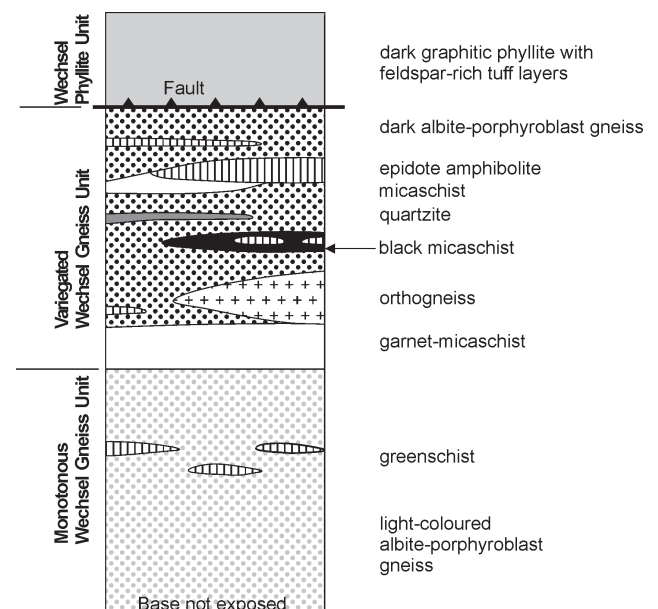 Wechsel
Phyllite Unit
Fault
dark graphitic phyllite with
feldspar-rich tuff layers
Variegated
Wechsel Gneiss Unit
dark albite-porphyroblast gneiss
epidote amphibolite
micaschist
quartzite
black micaschist
orthogneiss
garnet-micaschist
Monotonous
Wechsel Gneiss Unit
greenschist
light-coloured
albite-porphyroblast
gneiss
Base not exposed